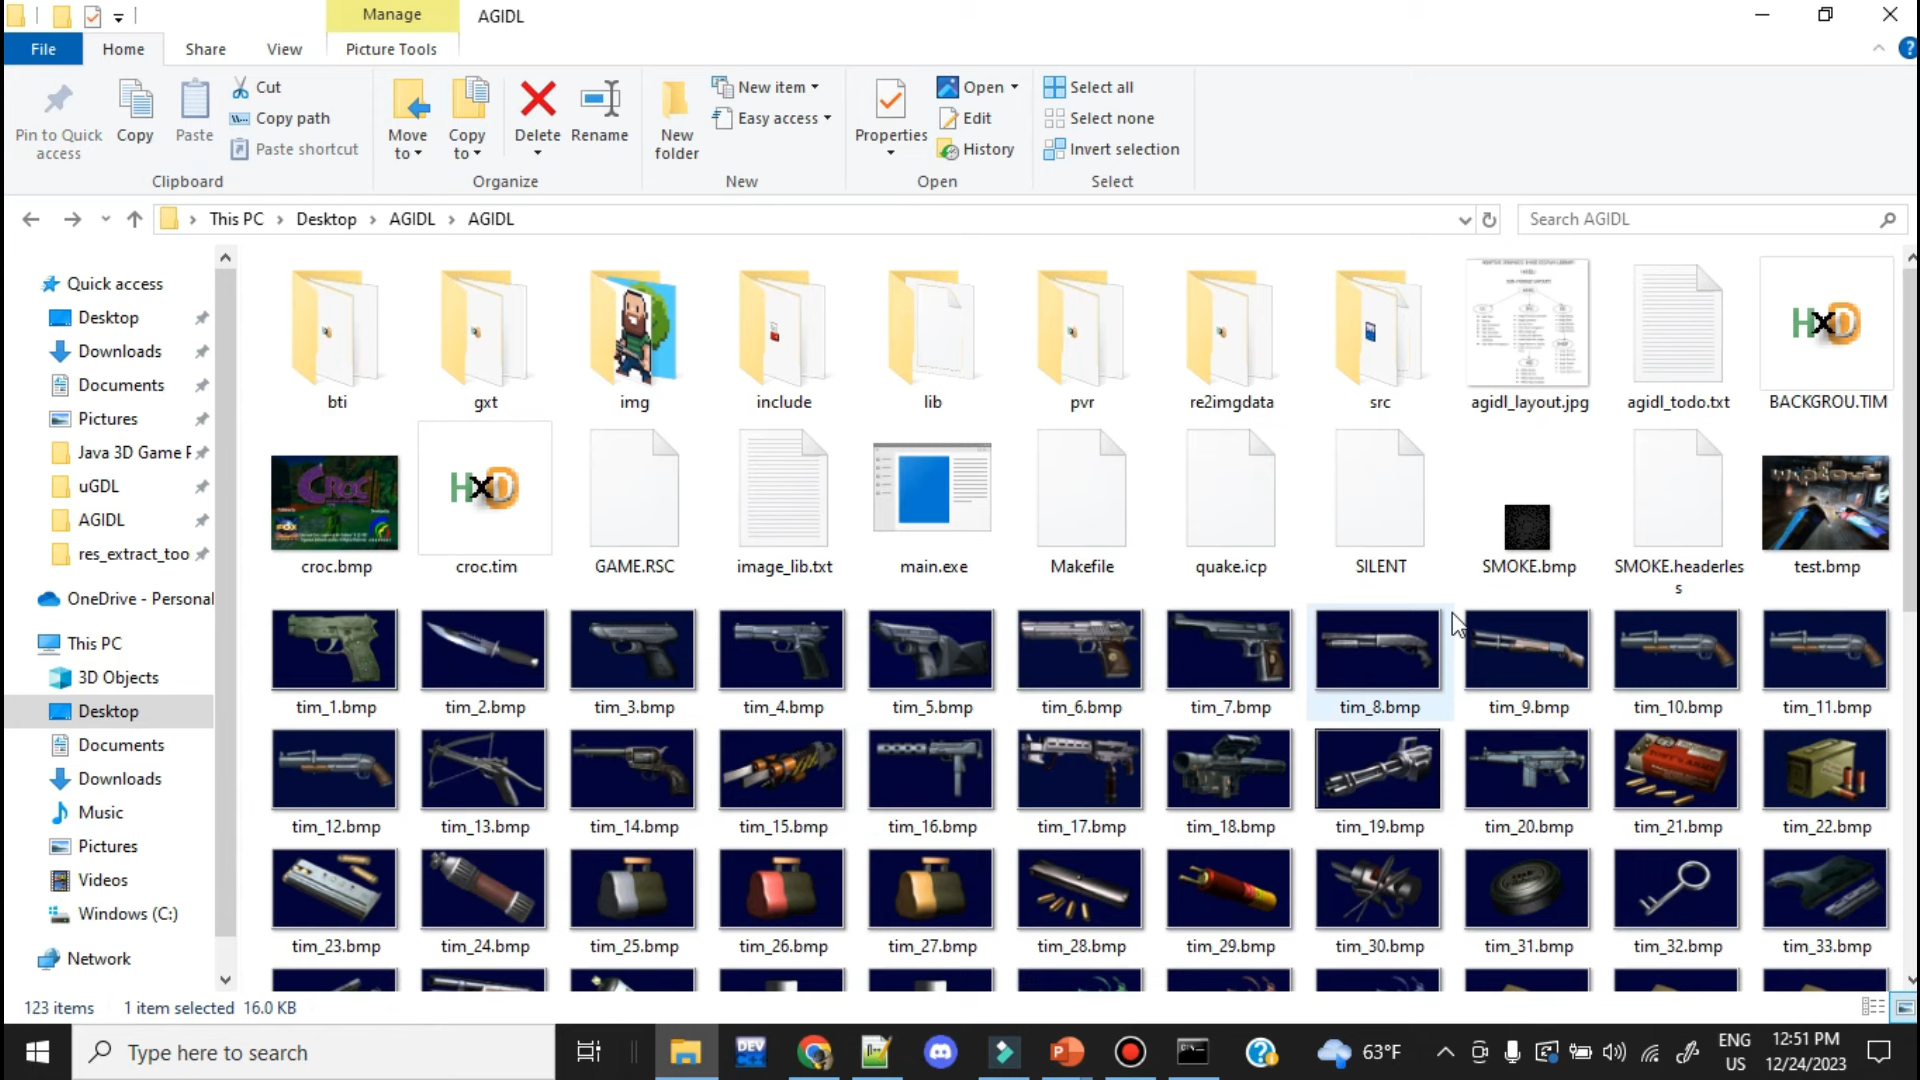 Manage
AGIDL
File
Home
Share
View
Picture Tools
Pin to Quick access
Copy
Paste
Cut
Copy path
Paste shortcut
Clipboard
Move to
Copy to
Delete
Rename
Organize
New folder
New item
Easy access
New
Properties
Open
Edit
History
Open
Select all
Select none
Invert selection
Select
This PC > Desktop > AGIDL > AGIDL
Search AGIDL
Quick access
Desktop
Downloads
Documents
Pictures
Java 3D Game F
uGDL
AGIDL
res_extract_too
OneDrive - Personal
This PC
3D Objects
Desktop
Documents
Downloads
Music
Pictures
Videos
Windows (C:)
Network
HxD
bti
gxt
img
include
lib
pvr
re2imgdata
src
agidl_layout.jpg
agidl_todo.txt
BACKGROU.TIM
CROC
FOX
HxD
wipEout
croc.bmp
croc.tim
GAME.RSC
image_lib.txt
main.exe
Makefile
quake.icp
SILENT
SMOKE.bmp
SMOKE.headerles
s
test.bmp
tim_1.bmp
tim_2.bmp
tim_3.bmp
tim_4.bmp
tim_5.bmp
tim_6.bmp
tim_7.bmp
tim_8.bmp
tim_9.bmp
tim_10.bmp
tim_11.bmp
tim_12.bmp
tim_13.bmp
tim_14.bmp
tim_15.bmp
tim_16.bmp
tim_17.bmp
tim_18.bmp
tim_19.bmp
tim_20.bmp
tim_21.bmp
tim_22.bmp
tim_23.bmp
tim_24.bmp
tim_25.bmp
tim_26.bmp
tim_27.bmp
tim_28.bmp
tim_29.bmp
tim_30.bmp
tim_31.bmp
tim_32.bmp
tim_33.bmp
123 items
1 item selected 16.0 KB
Type here to search
DEV
63°F
ENG
US
12:51 PM
12/24/2023